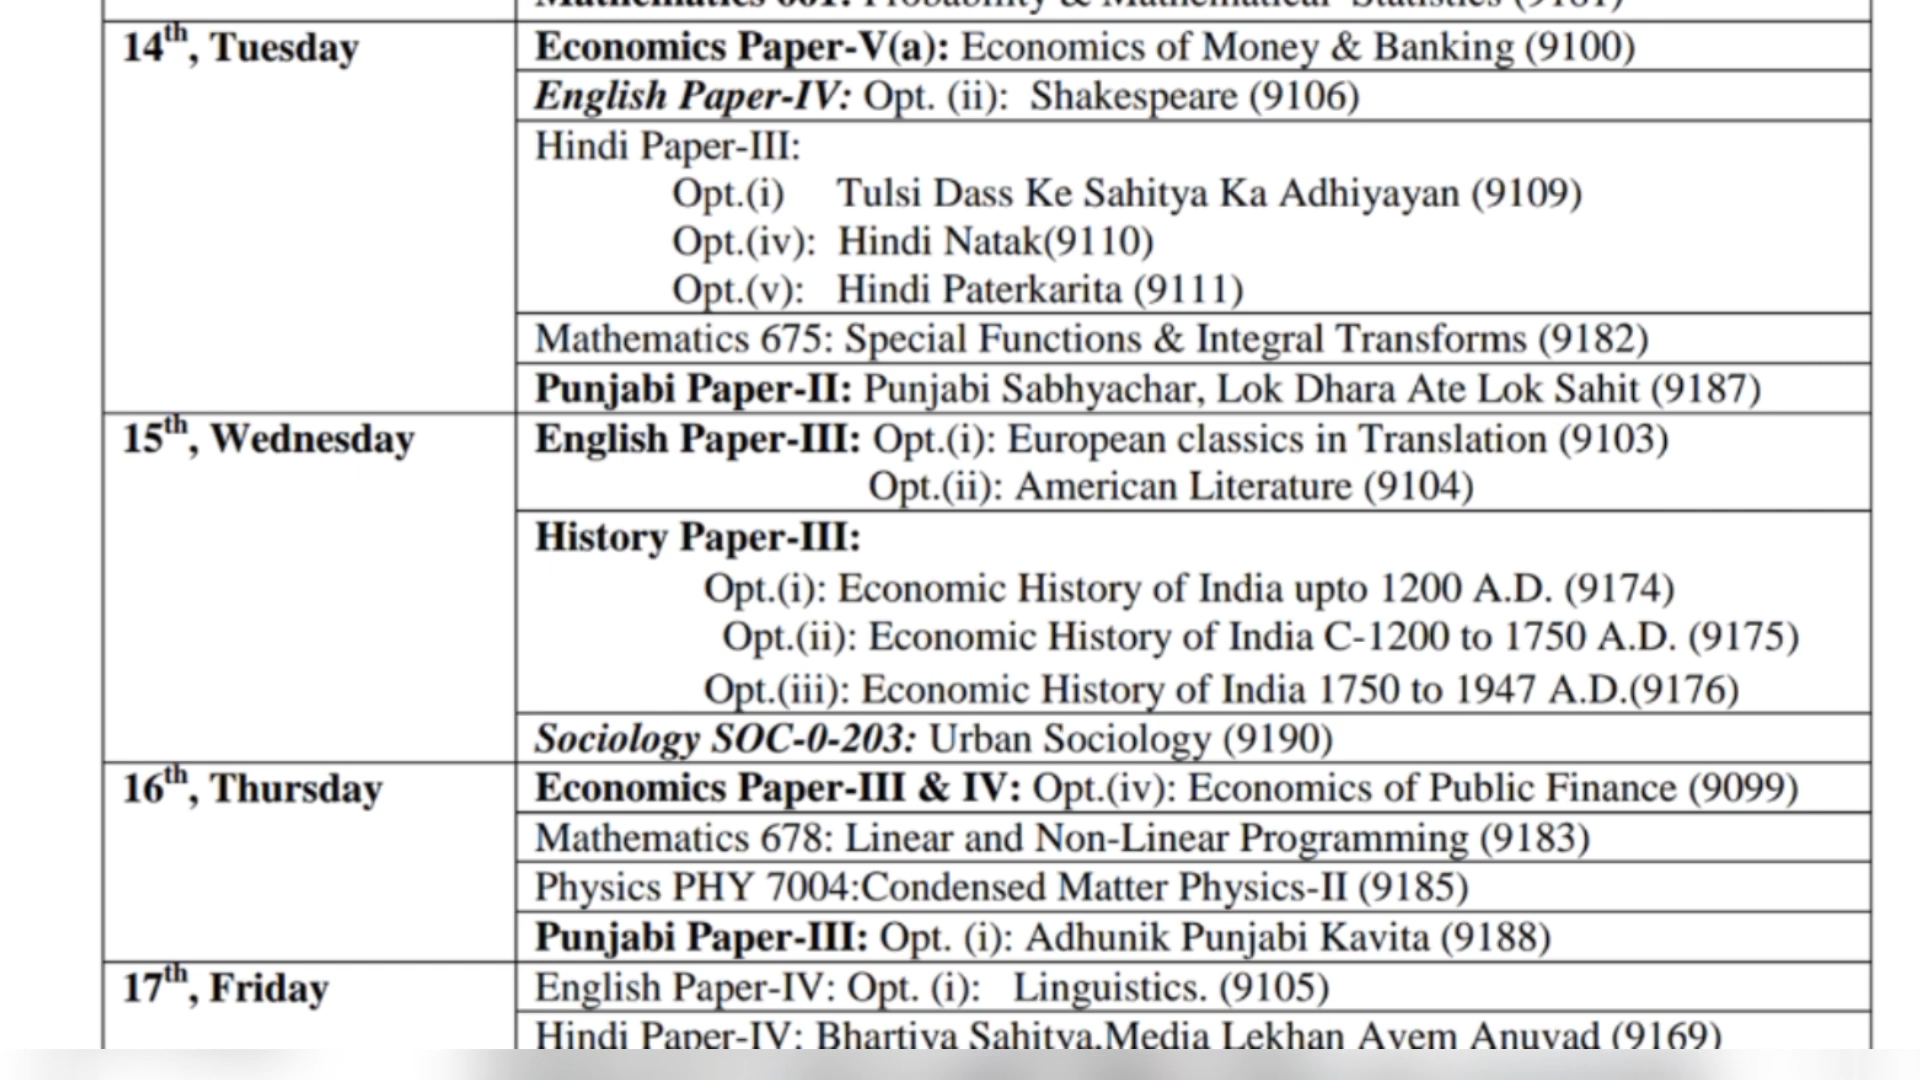 Mathematics 661: Probability & Mathematical Statistics (9181)
14th, Tuesday
Economics Paper-V(a): Economics of Money & Banking (9100)
English Paper-IV: Opt. (ii): Shakespeare (9106)
Hindi Paper-III:
Opt.(i) Tulsi Dass Ke Sahitya Ka Adhiyayan (9109)
Opt.(iv): Hindi Natak(9110)
Opt.(v): Hindi Paterkarita (9111)
Mathematics 675: Special Functions & Integral Transforms (9182)
Punjabi Paper-II: Punjabi Sabhyachar, Lok Dhara Ate Lok Sahit (9187)
15th, Wednesday
English Paper-III: Opt.(i): European classics in Translation (9103)
Opt.(ii): American Literature (9104)
History Paper-III:
Opt.(i): Economic History of India upto 1200 A.D. (9174)
Opt.(ii): Economic History of India C-1200 to 1750 A.D. (9175)
Opt.(iii): Economic History of India 1750 to 1947 A.D.(9176)
Sociology SOC-0-203: Urban Sociology (9190)
16th, Thursday
Economics Paper-III & IV: Opt.(iv): Economics of Public Finance (9099)
Mathematics 678: Linear and Non-Linear Programming (9183)
Physics PHY 7004:Condensed Matter Physics-II (9185)
Punjabi Paper-III: Opt. (i): Adhunik Punjabi Kavita (9188)
17th, Friday
English Paper-IV: Opt. (i): Linguistics. (9105)
Hindi Paper-IV: Bhartiya Sahitya,Media Lekhan Avem Anuvad (9169)